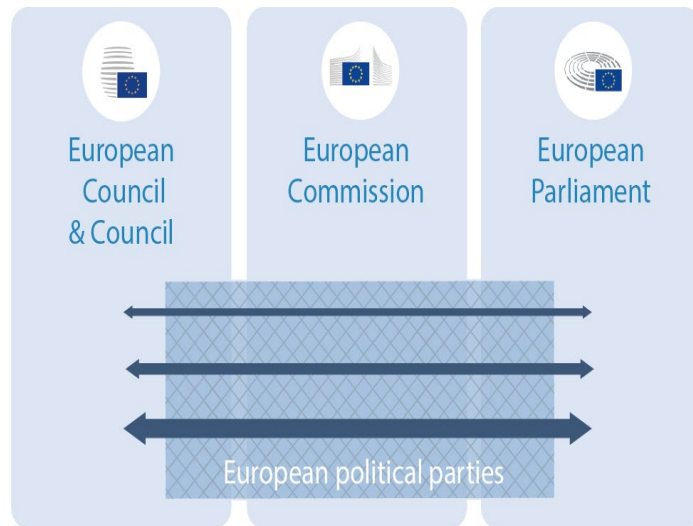 European
Council
& Council
European
Commission
European
Parliament
European political parties